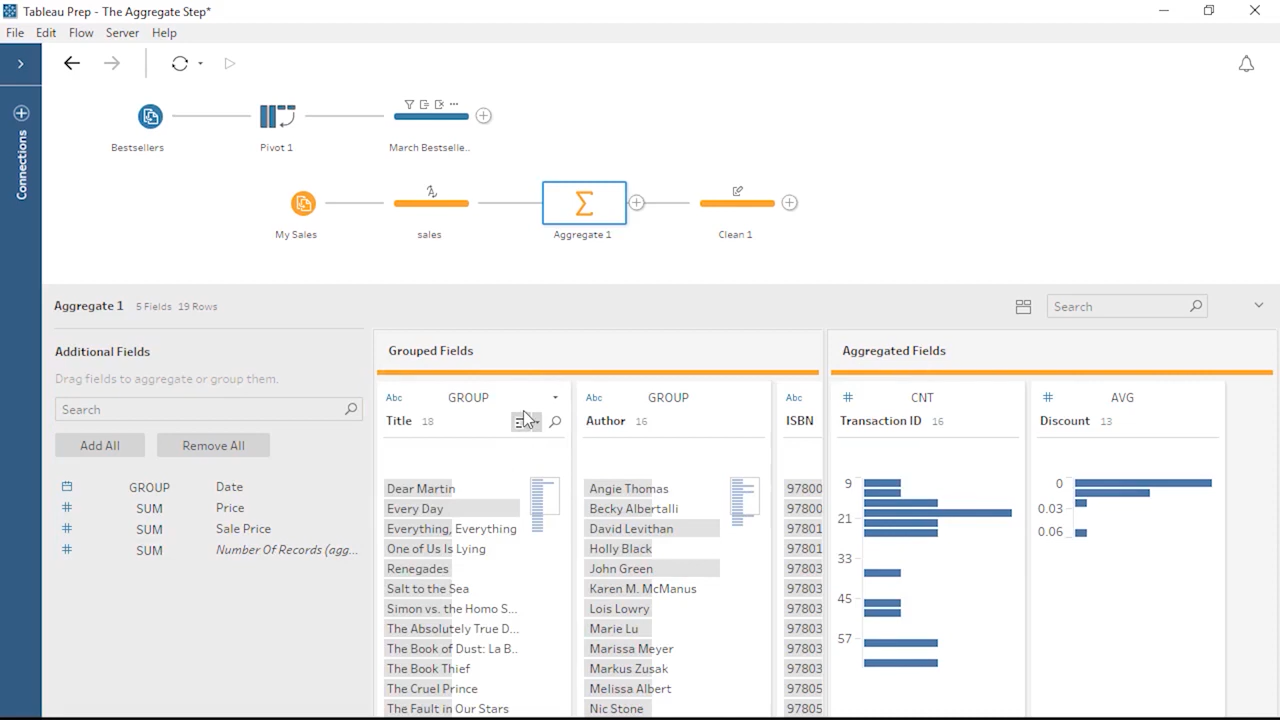 Tableau Prep - The Aggregate Step*
File Edit Flow Server Help
Connections
Bestsellers Pivot 1 March Bestselle..
My Sales sales Aggregate 1 Clean 1
Aggregate 1 5 Fields 19 Rows Search
Additional Fields Grouped Fields Aggregated Fields
Drag fields to aggregate or group them.
Search
Add All Remove All
GROUP Date
SUM Price
SUM Sale Price
SUM Number Of Records (agg...
Abc GROUP
Title 18
Dear Martin
Every Day
Everything, Everything
One of Us Is Lying
Renegades
Salt to the Sea
Simon vs. the Homo S...
The Absolutely True D...
The Book of Dust: La B..
The Book Thief
The Cruel Prince
The Fault in Our Stars
Abc GROUP
Author 16
Angie Thomas
Becky Albertalli
David Levithan
Holly Black
John Green
Karen M. McManus
Lois Lowry
Marie Lu
Marissa Meyer
Markus Zusak
Melissa Albert
Nic Stone
Abc
ISBN
97800
97800
97801
97803
97803
97803
97803
97803
97803
97803
97805
97805
# CNT
Transaction ID 16
9
21
33
45
57
# AVG
Discount 13
0
0.03
0.06